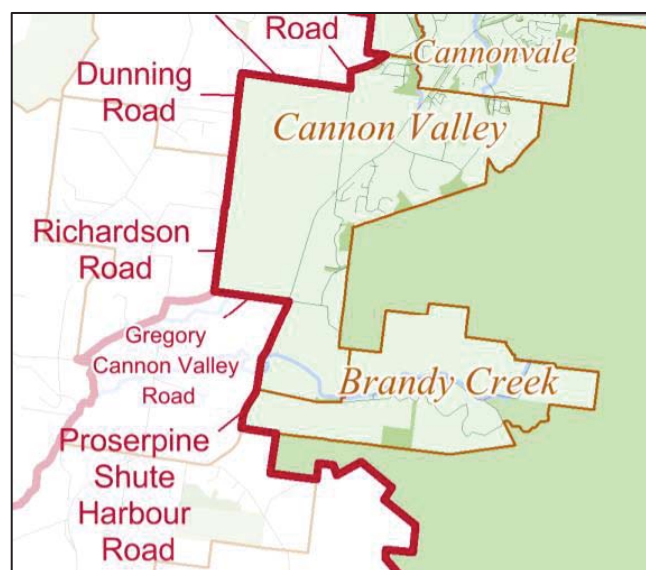 Road
Cannonvale
Dunning
Road
Cannon Valley
Richardson
Road
Gregory
Cannon Valley
Road
Brandy Creek
Proserpine
Shute
Harbour
Road